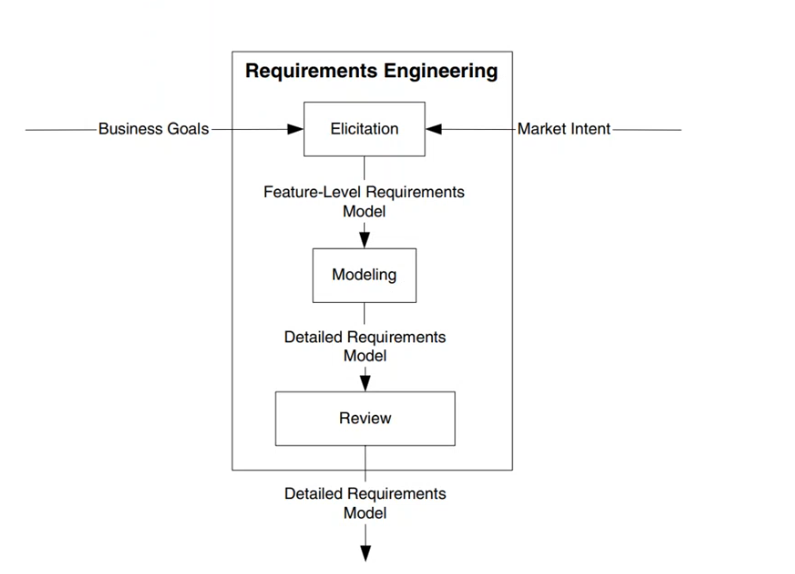 Requirements Engineering
Business Goals
Elicitation
Market Intent
Feature-Level Requirements
Model
Modeling
Detailed Requirements
Model
Review
Detailed Requirements
Model